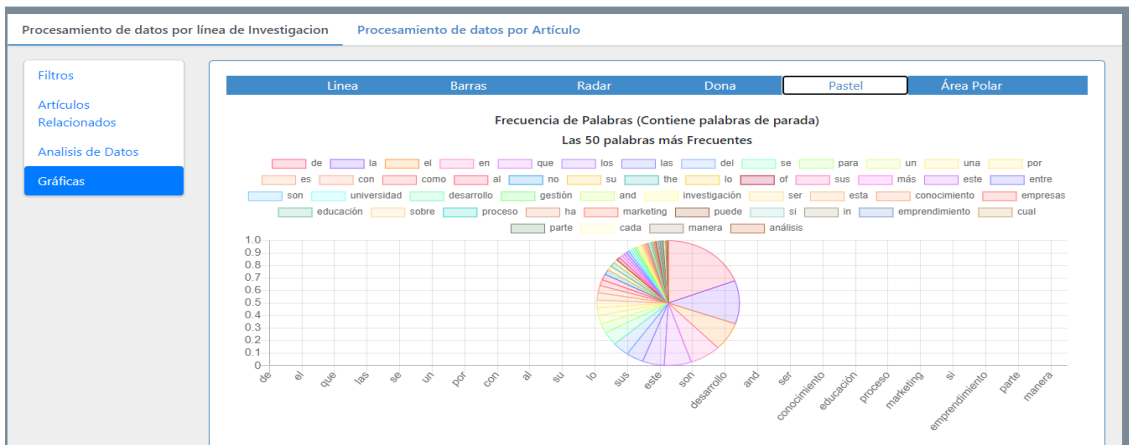 Procesamiento de datos por línea de Investigacion Procesamiento de datos por Artículo
Filtros
Artículos
Relacionados
Analisis de Datos
Gráficas
Línea Barras Radar Dona Pastel Área Polar
Frecuencia de Palabras (Contiene palabras de parada)
Las 50 palabras más Frecuentes
de la el en que los las del se para un una por
es con como al no su the lo of sus más este entre
son universidad desarrollo gestión and investigación ser esta conocimiento empresas
educación sobre proceso ha marketing puede si in emprendimiento cual
parte cada manera análisis
1.0
0.9
0.8
0.7
0.6
0.5
0.4
0.3
0.2
0.1
0
de el que las se un por con al su lo sus este son desarrollo and ser conocimiento educación proceso marketing si emprendimiento parte manera